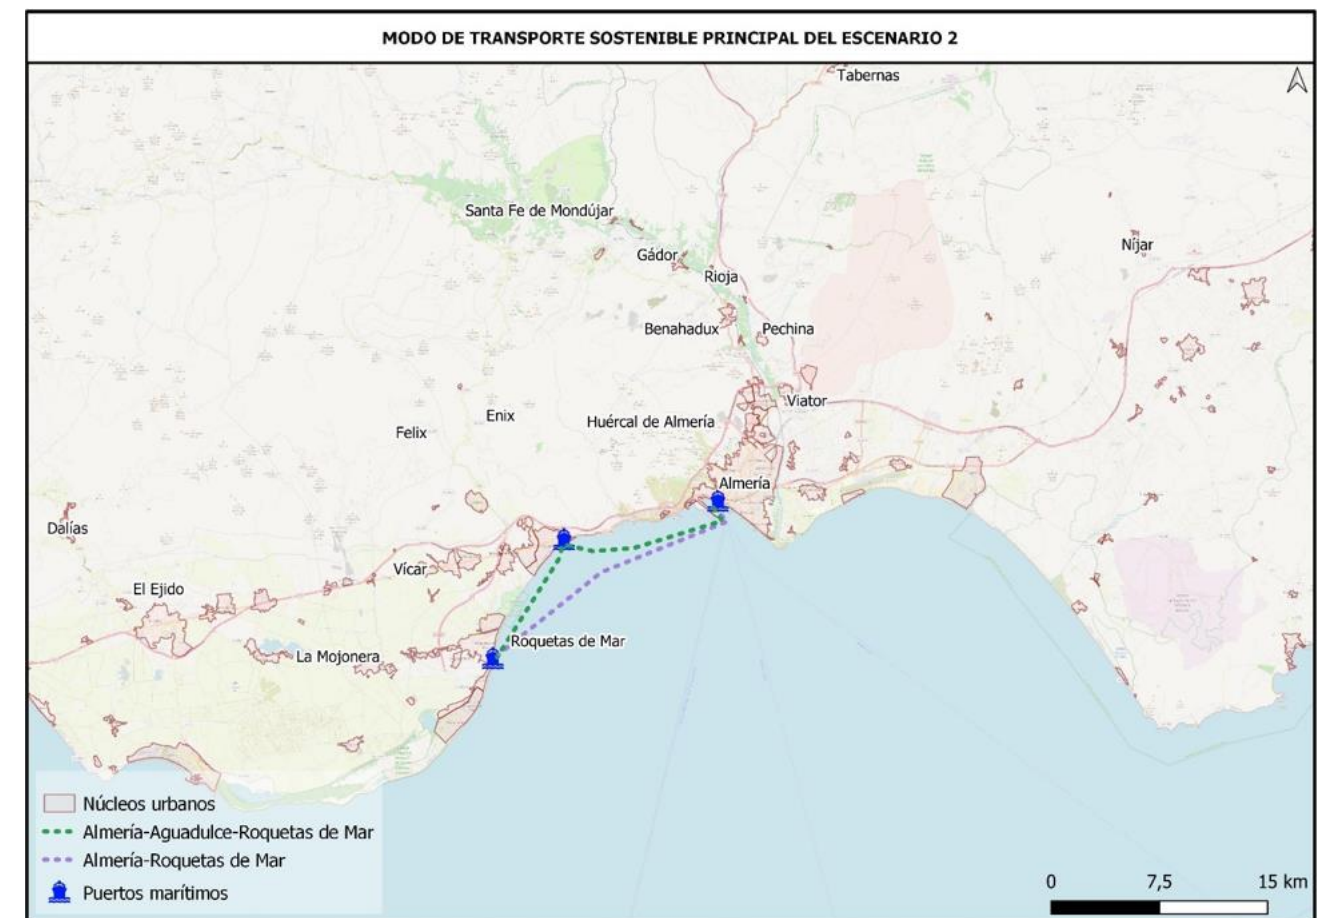 MODO DE TRANSPORTE SOSTENIBLE PRINCIPAL DEL ESCENARIO 2
Tabernas
Santa Fe de Mondújar
Níjar
Gádor
Rioja
Benahadux
Pechina
Viator
Enix
Huércal de Almería
Felix
Almería
Dalías
Vícar
El Ejido
Roquetas de Mar
La Mojonera
Núcleos urbanos
Almería-Aguadulce-Roquetas de Mar
Almería-Roquetas de Mar
Puertos marítimos
0 7,5 15 km